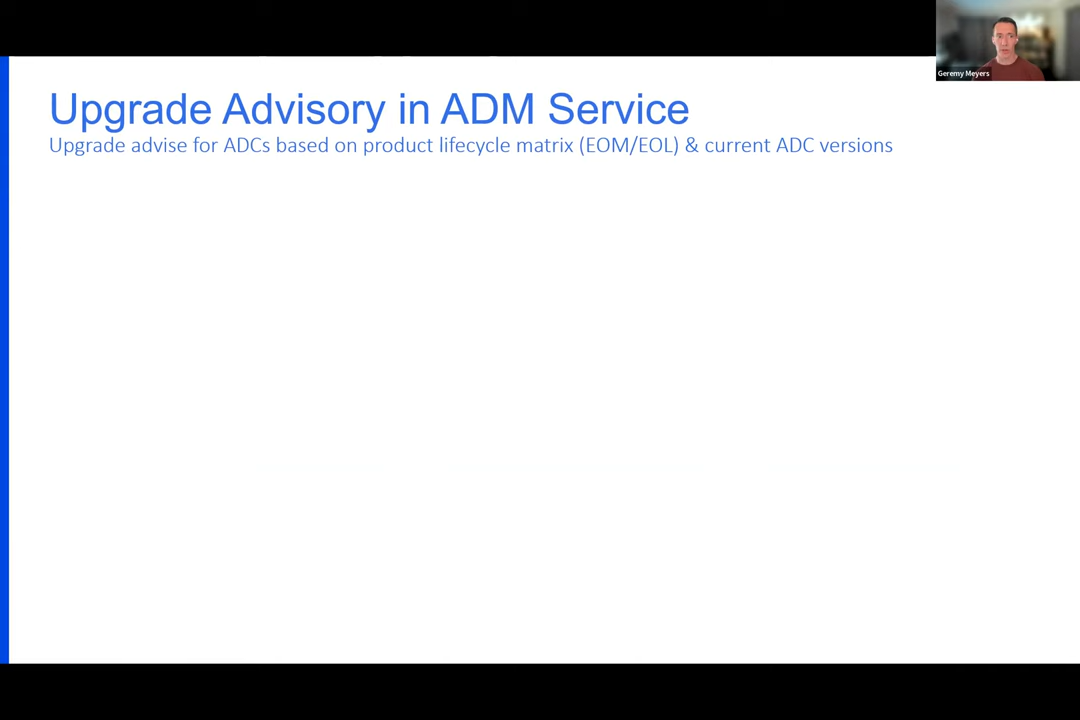 Upgrade Advisory in ADM Service
Upgrade advise for ADCs based on product lifecycle matrix (EOM/EOL) & current ADC versions
Geremy Meyers